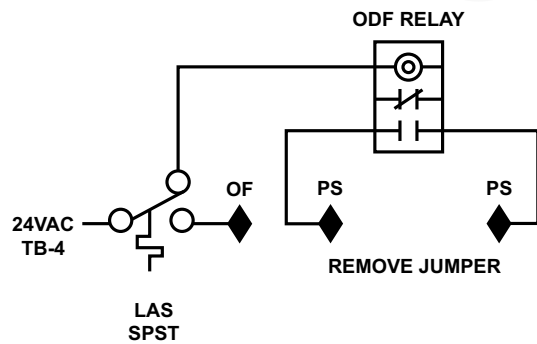 ODF RELAY
OF
PS
PS
24VAC
TB-4
REMOVE JUMPER
LAS
SPST